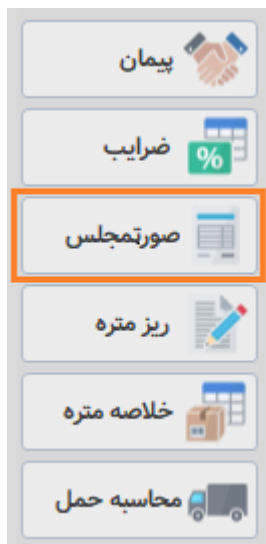 پیمان
ضرایب
%
صورتمجلس
ریز متره
خلاصه متره
محاسبه حمل